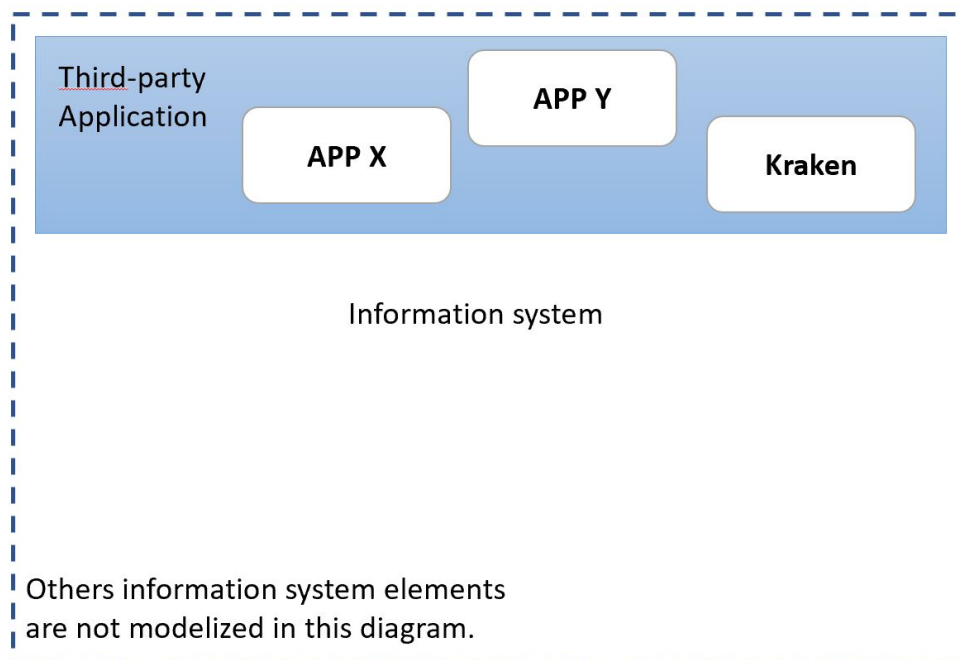 Third-party
Application
APP X
APP Y
Kraken
Information system
Others information system elements
are not modelized in this diagram.